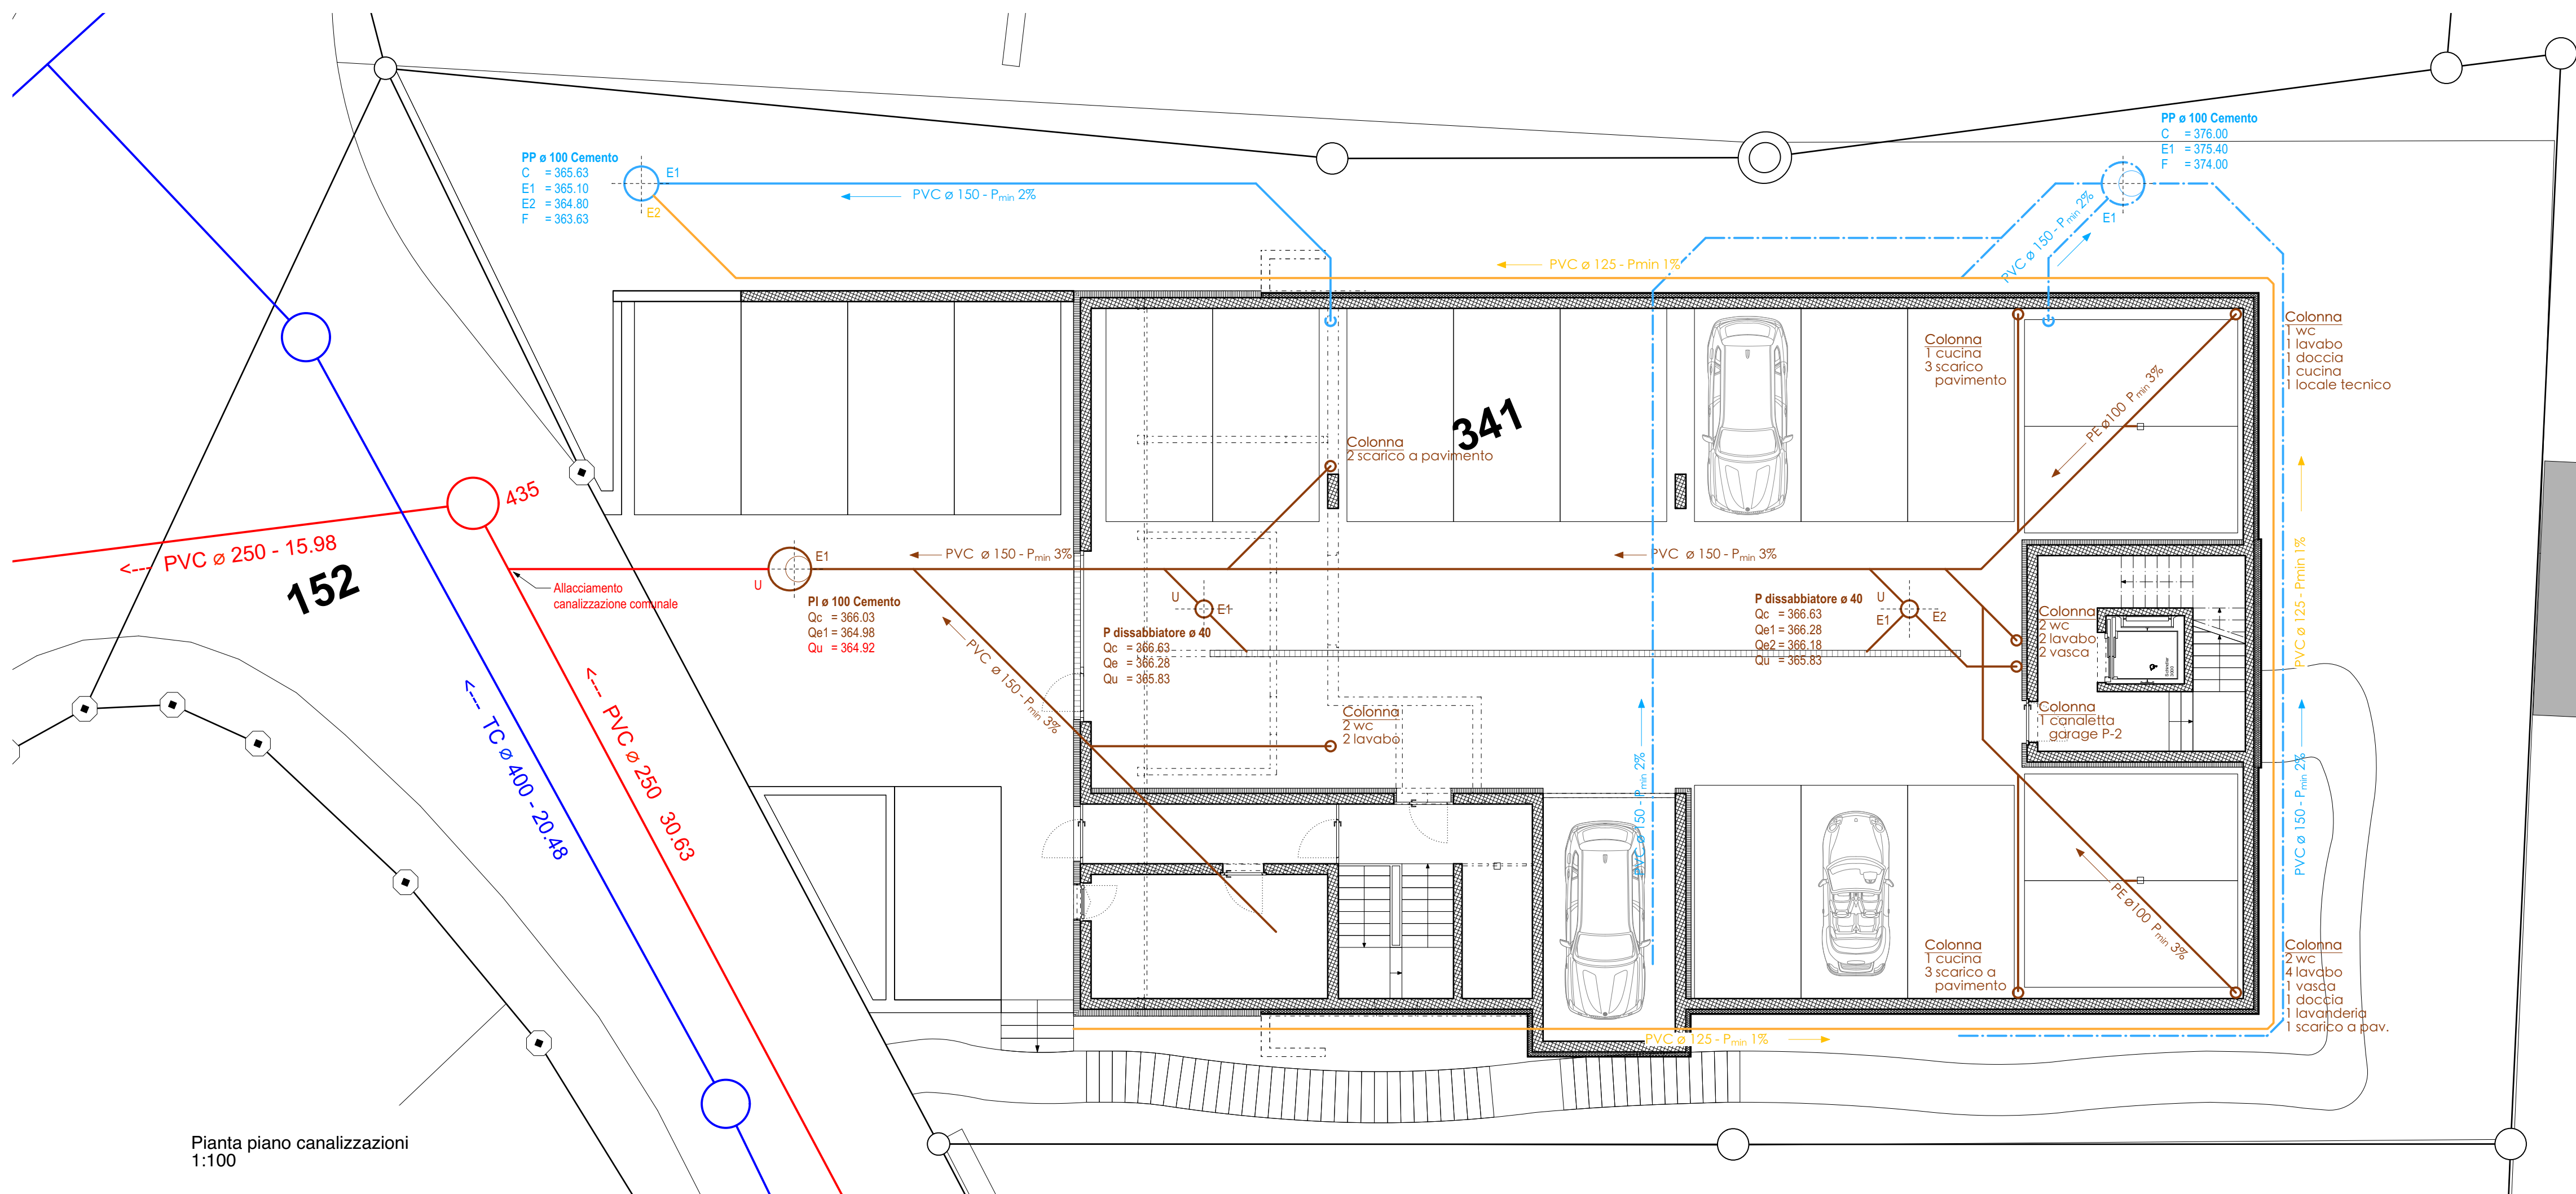 PP ø 100 Cemento
C = 376.00
E1 = 375.40
F = 374.00
PP ø 100 Cemento
C = 365.63
E1 = 365.10
E2 = 364.80
F = 363.63
E1
E2
PVC ø 150 - Pmin 2%
PVC ø 150 - Pmin 2%
E1
PVC ø 125 - Pmin 1%
Colonna
1 wc
1 lavabo
1 doccia
1 cucina
1 locale tecnico
Colonna
1 cucina
3 scarico
pavimento
PE ø100 Pmin 3%
341
Colonna
2 scarico a pavimento
435
PVC ø 250 - 15.98
<----
152
Allacciamento
canalizzazione comunale
U
E1
PVC ø 150 - Pmin 3%
PVC ø 150 - Pmin 3%
PI ø 100 Cemento
Qc = 366.03
Qe1 = 364.98
Qu = 364.92
U
E1
P dissabbiatore ø 40
Qc = 366.63
Qe = 366.28
Qu = 365.83
P dissabbiatore ø 40
Qc = 366.63
Qe1 = 366.28
Qe2 = 366.18
Qu = 365.83
U
E1
E2
Colonna
2 wc
2 lavabo
2 vasca
Colonna
1 canaletta
garage P-2
PVC ø 125 - Pmin 1%
PVC ø 150 - Pmin 2%
PVC ø 150 - Pmin 3%
Colonna
2 wc
2 lavabo
PVC ø 150 - Pmin 2%
<---- TC ø 400 - 20.48
<---- PVC ø 250 30.63
PE ø100 Pmin 3%
Colonna
1 cucina
3 scarico a
pavimento
Colonna
2 wc
4 lavabo
1 vasca
1 doccia
1 lavanderia
1 scarico a pav.
PVC ø 125 - Pmin 1%
Pianta piano canalizzazioni
1:100